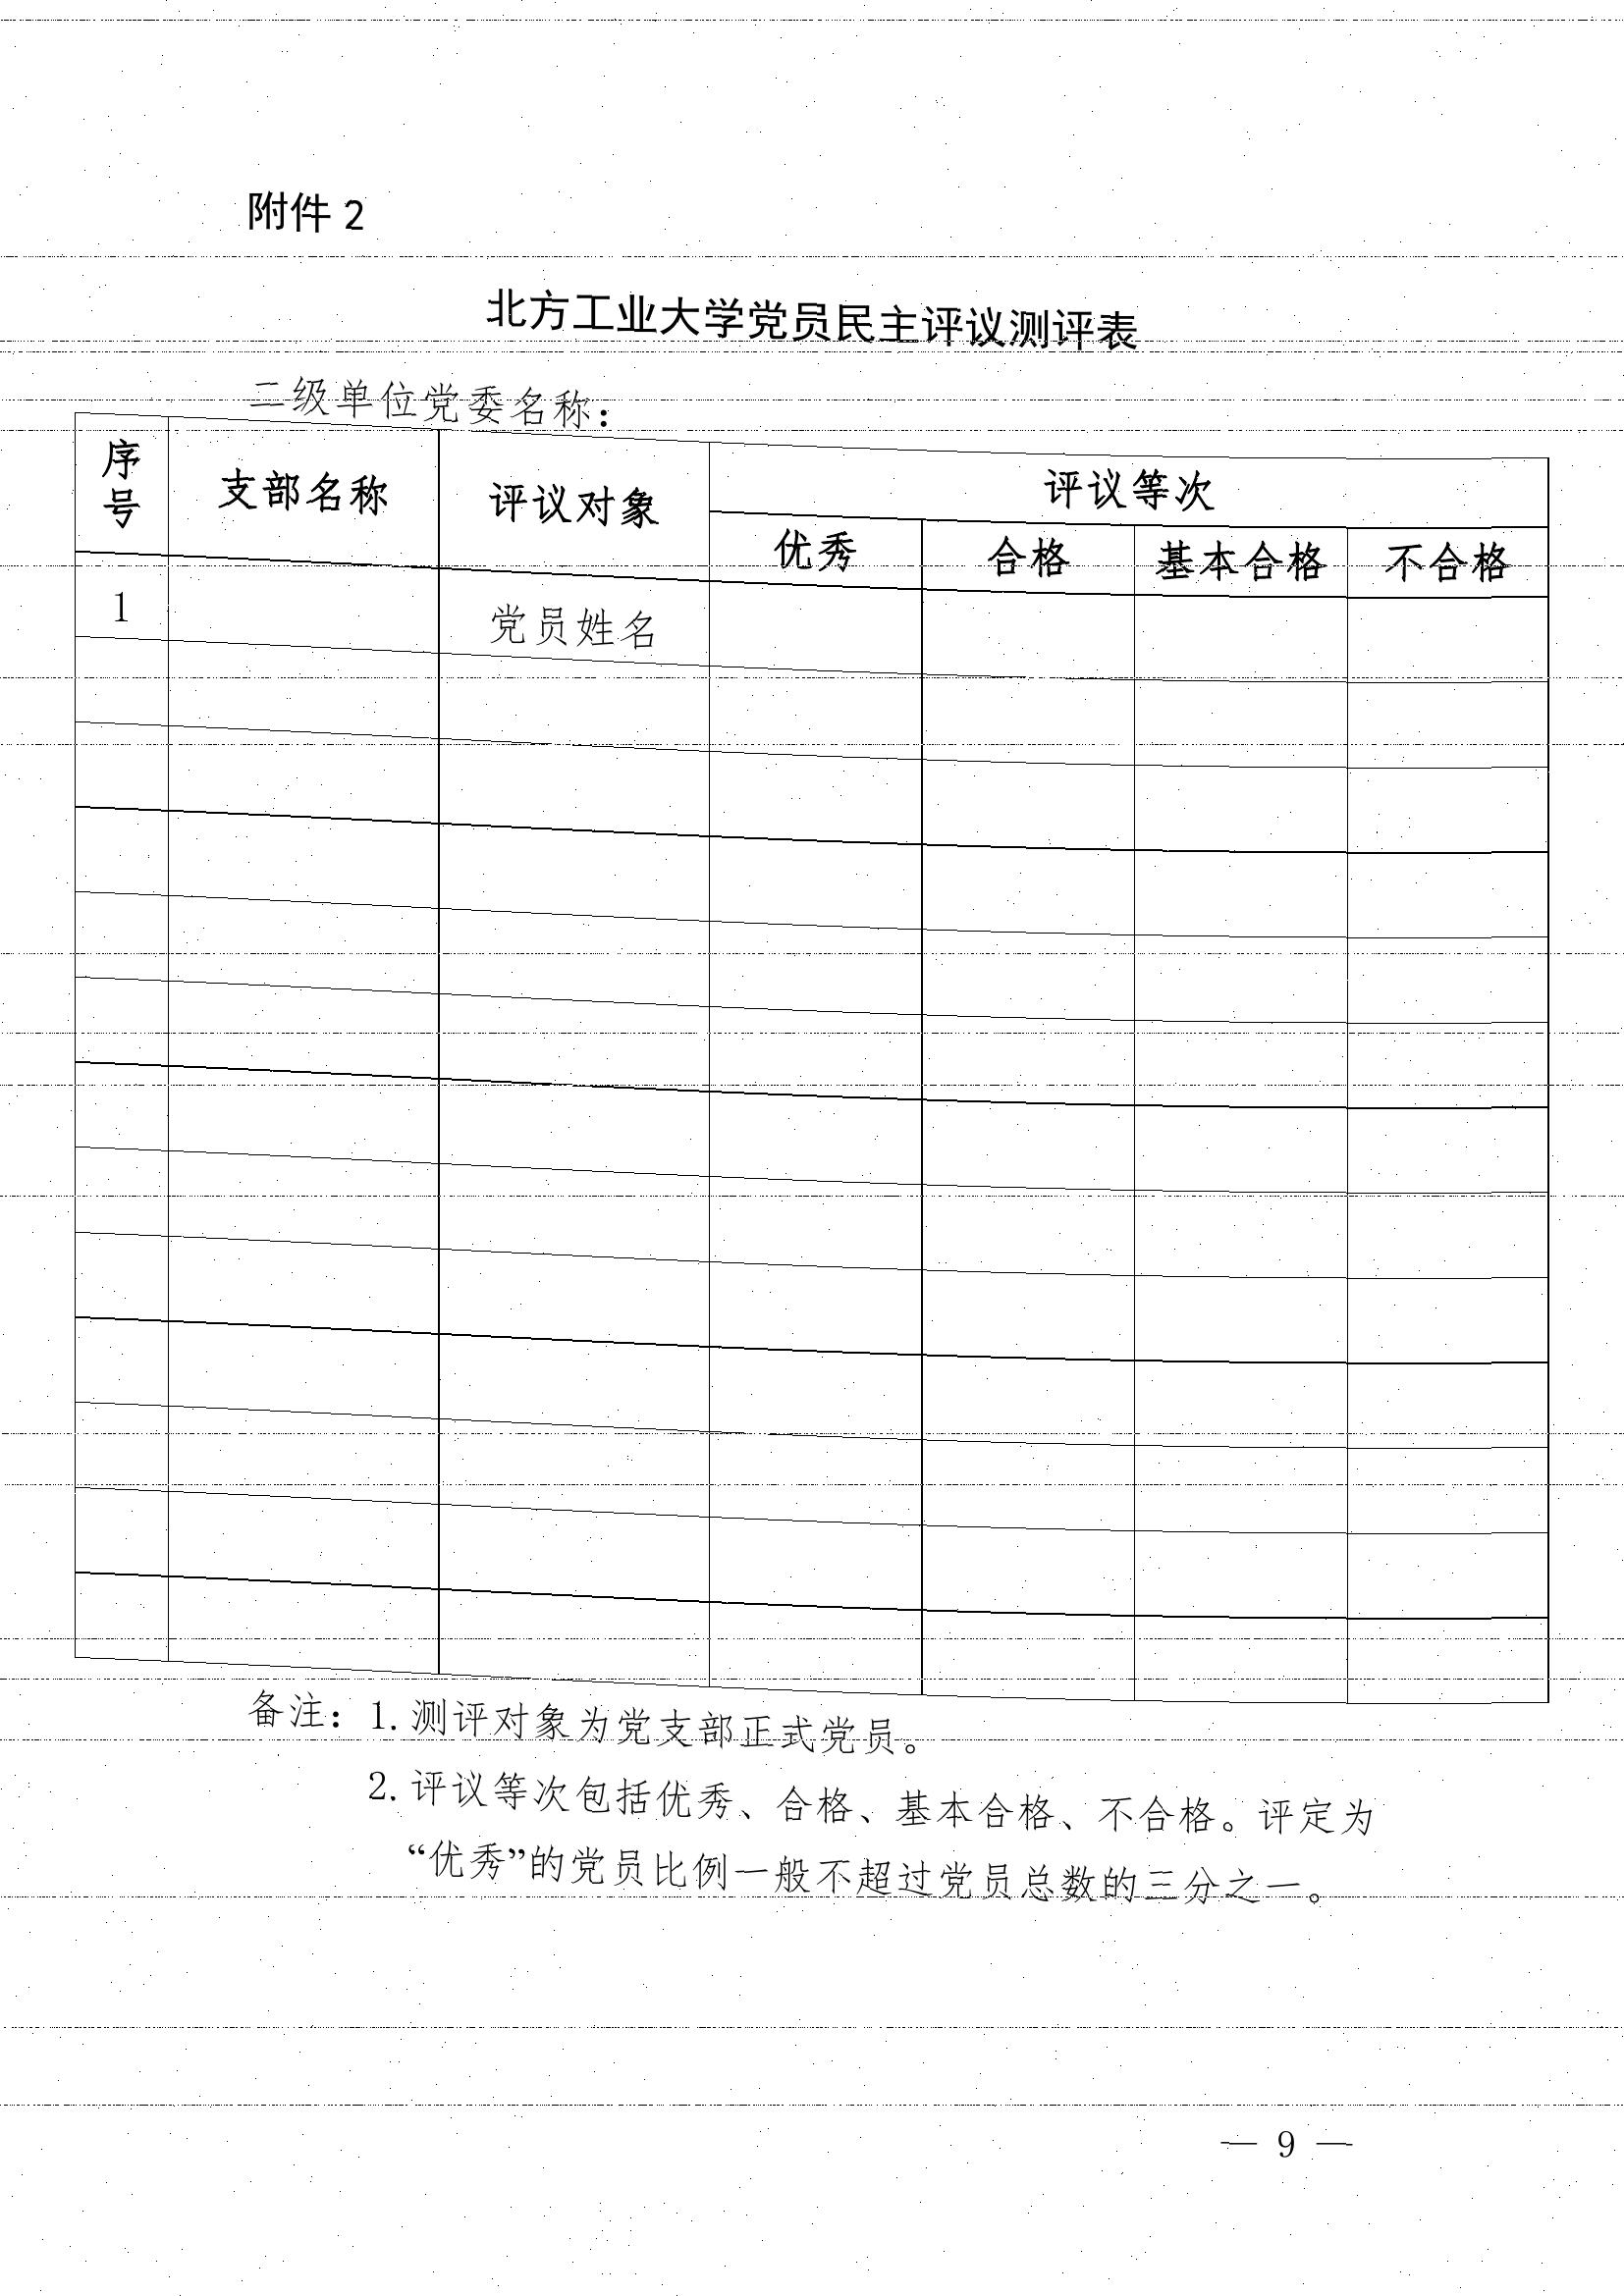 附件 2
北方工业大学党员民主评议测评表
二级单位党委名称：
序号 支部名称 评议对象 评议等次
优秀 合格 基本合格 不合格
1 党员姓名
备注：1. 测评对象为党支部正式党员。
2. 评议等次包括优秀、合格、基本合格、不合格。评定为
“优秀”的党员比例一般不超过党员总数的三分之一。
— 9 —